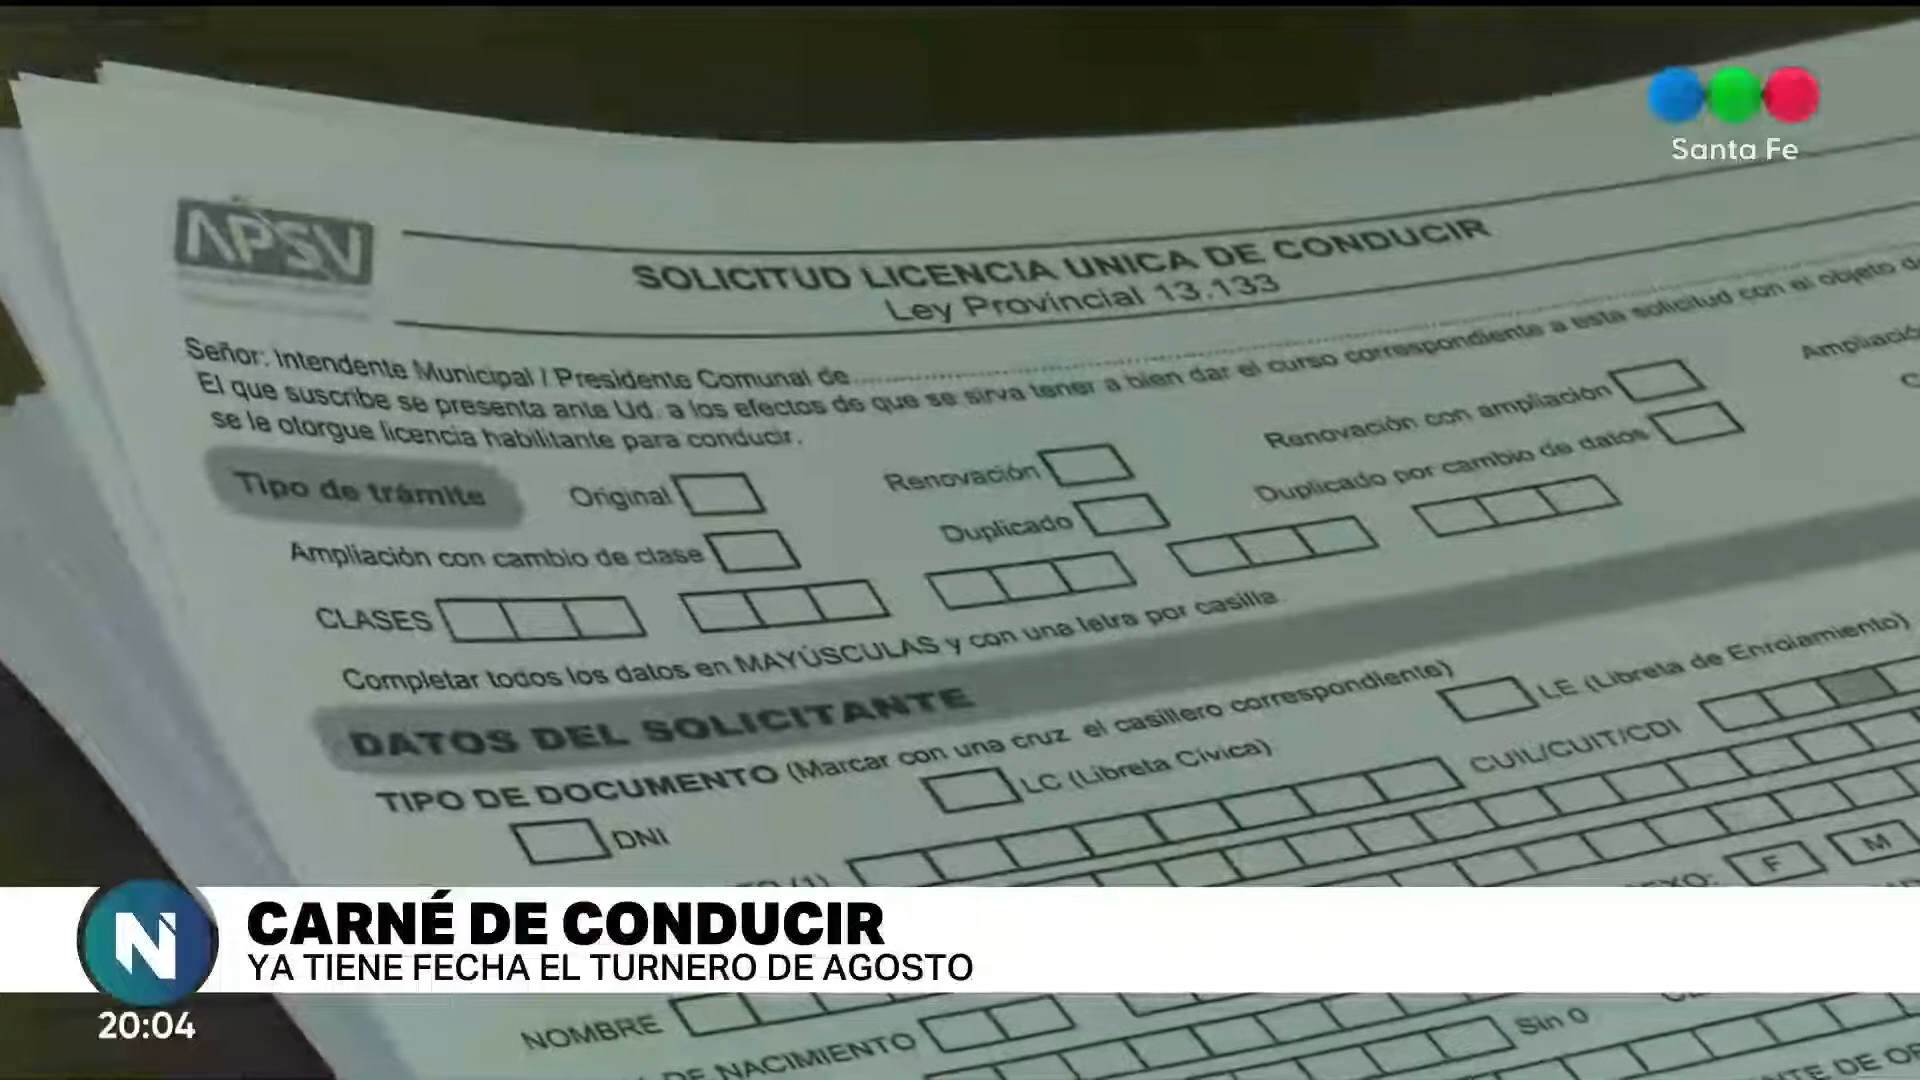 Santa Fe
APSV
SOLICITUD LICENCIA UNICA DE CONDUCIR
Ley Provincial 13.133
Señor: Intendente Municipal / Presidente Comunal de
El que suscribe se presenta ante Ud. a los efectos de que se sirva tener a bien dar el curso correspondiente a esta solicitud con el objeto de
se le otorgue licencia habilitante para conducir.
Tipo de trámite
Original
Renovación
Renovación con ampliación
Ampliación con cambio de clase
Duplicado
Duplicado por cambio de datos
CLASES
Completar todos los datos en MAYÚSCULAS y con una letra por casilla.
DATOS DEL SOLICITANTE
TIPO DE DOCUMENTO (Marcar con una cruz el casillero correspondiente)
DNI
LC (Libreta Cívica)
LE (Libreta de Enrolamiento)
CUIL/CUIT/CDI
F
M
N
CARNÉ DE CONDUCIR
YA TIENE FECHA EL TURNERO DE AGOSTO
20:04
NOMBRE
DE NACIMIENTO
Sin 0